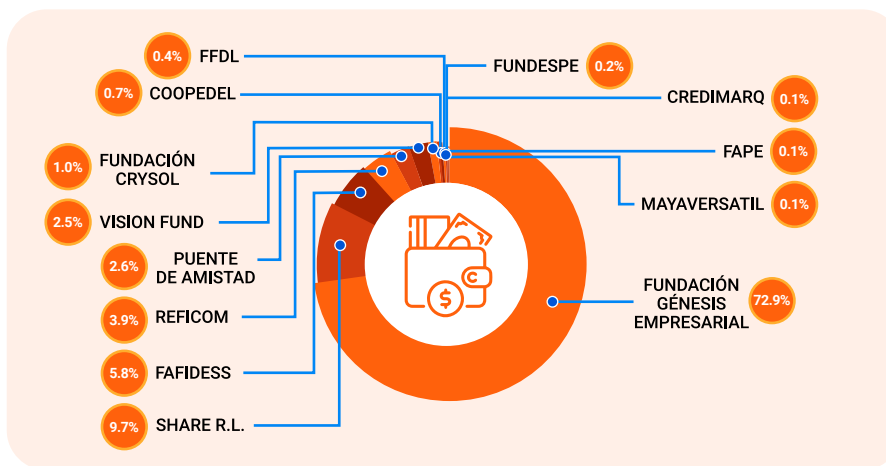 0.4% FFDL
0.7% COOPEDEL
1.0% FUNDACIÓN
CRYSOL
2.5% VISION FUND
2.6% PUENTE
DE AMISTAD
3.9% REFICOM
5.8% FAFIDESS
9.7% SHARE R.L.
FUNDESPE 0.2%
CREDIMARQ 0.1%
FAPE 0.1%
MAYAVERSATIL 0.1%
FUNDACIÓN
GÉNESIS 72.9%
EMPRESARIAL
$